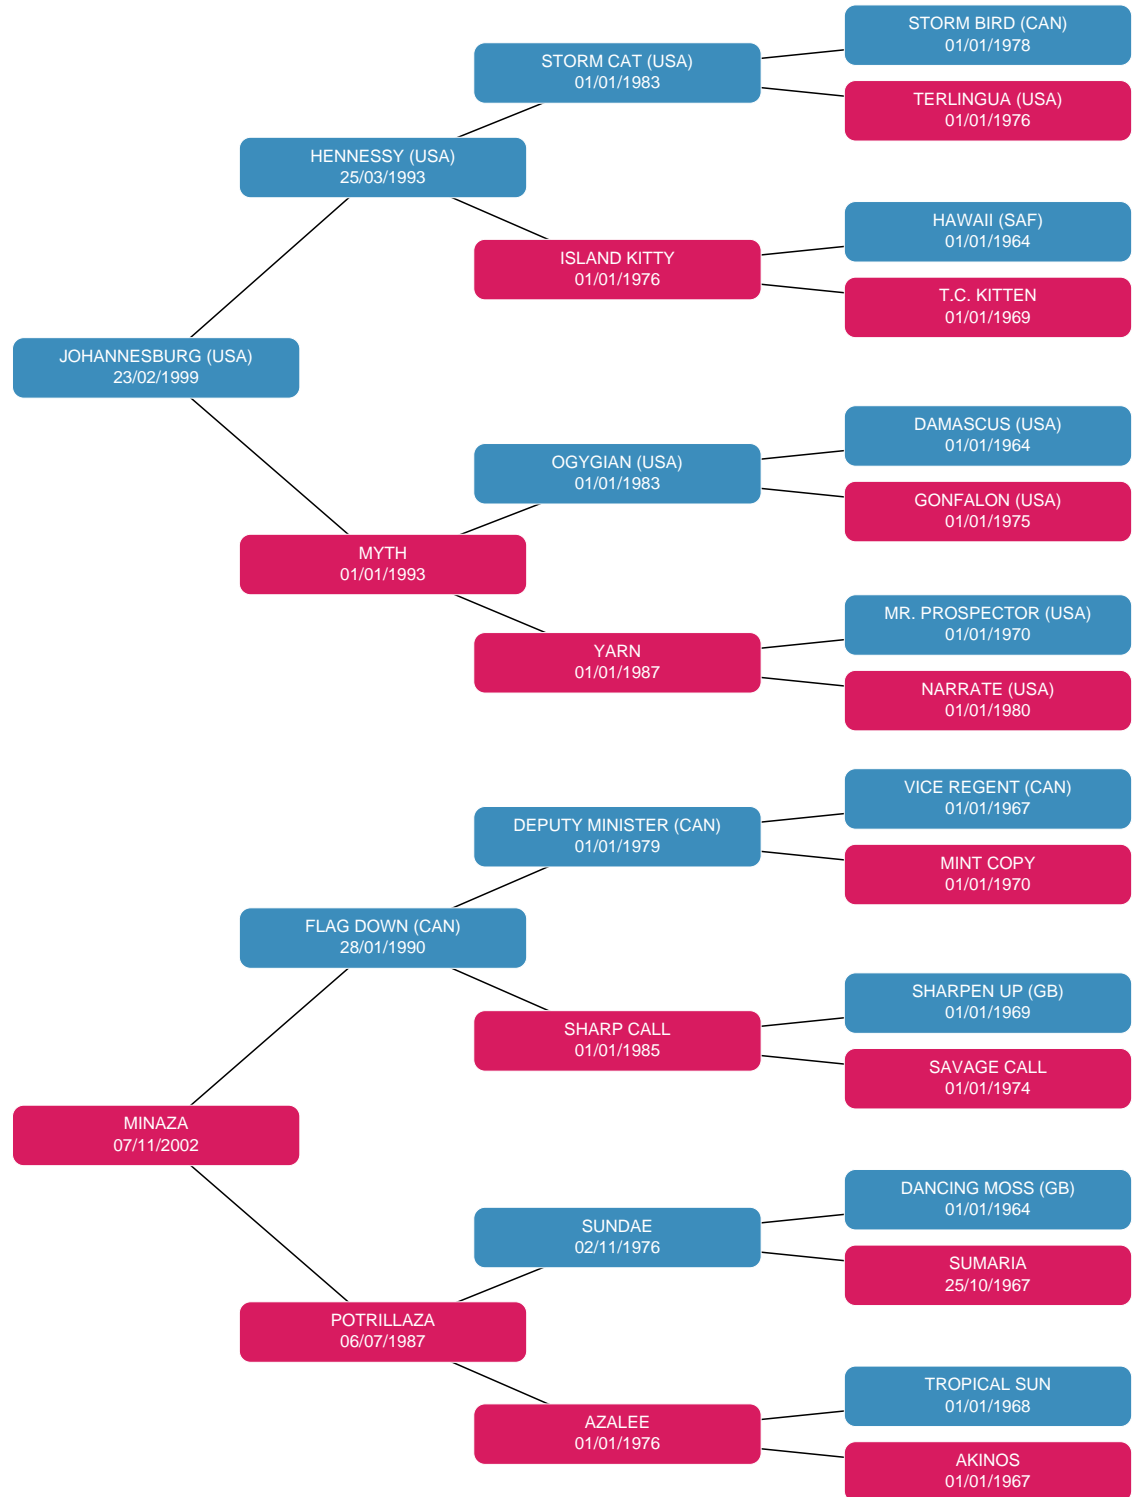 STORM BIRD (CAN)
01/01/1978
STORM CAT (USA)
01/01/1983
TERLINGUA (USA)
01/01/1976
HENNESSY (USA)
25/03/1993
HAWAII (SAF)
01/01/1964
ISLAND KITTY
01/01/1976
T.C. KITTEN
01/01/1969
JOHANNESBURG (USA)
23/02/1999
DAMASCUS (USA)
01/01/1964
OGYGIAN (USA)
01/01/1983
GONFALON (USA)
01/01/1975
MYTH
01/01/1993
MR. PROSPECTOR (USA)
01/01/1970
YARN
01/01/1987
NARRATE (USA)
01/01/1980
VICE REGENT (CAN)
01/01/1967
DEPUTY MINISTER (CAN)
01/01/1979
MINT COPY
01/01/1970
FLAG DOWN (CAN)
28/01/1990
SHARPEN UP (GB)
01/01/1969
SHARP CALL
01/01/1985
SAVAGE CALL
01/01/1974
MINAZA
07/11/2002
DANCING MOSS (GB)
01/01/1964
SUNDAE
02/11/1976
SUMARIA
25/10/1967
POTRILLAZA
06/07/1987
TROPICAL SUN
01/01/1968
AZALEE
01/01/1976
AKINOS
01/01/1967